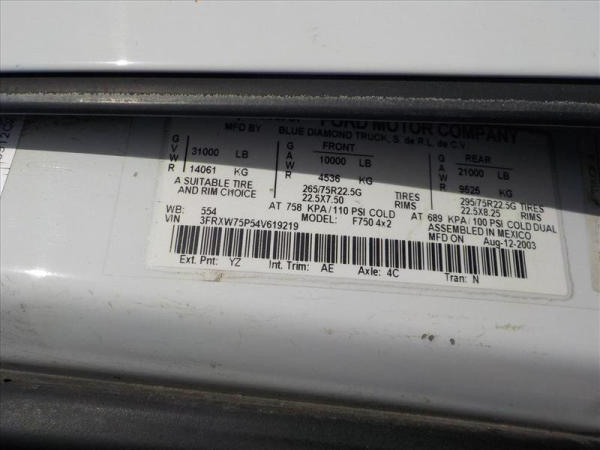 FORD MOTOR COMPANY
MFD BY BLUE DIAMOND TRUCK, S. de R.L. de C.V.
GVWR 31000 LB 14061 KG
FRONT GAWR 10000 LB 4536 KG
REAR GAWR 21000 LB 9525 KG
A SUITABLE TIRE AND RIM CHOICE
265/75R22.5G TIRES 295/75R22.5G
22.5X7.50 RIMS 22.5X8.25
AT 758 KPA/110 PSI COLD AT 689 KPA/100 PSI COLD DUAL
WB: 554 MODEL: F750 4x2 ASSEMBLED IN MEXICO
VIN 3FRXW75P54V619219 MFD ON Aug-12-2003
Ext. Pnt: YZ Int. Trim: AE Axle: 4C Tran: N